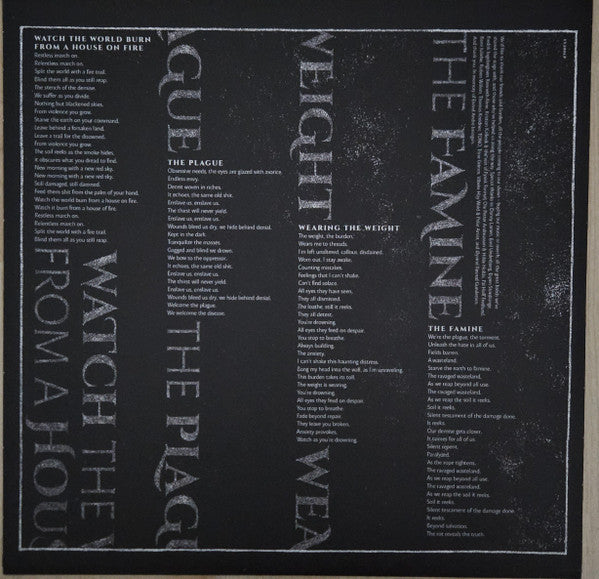 WATCH THE WORLD BURN
FROM A HOUSE ON FIRE
Restless march on.
Relentless march on.
Split the world with a fire trail.
Blind them all as you still reap.
The stench of the demise.
We suffer as you divide.
Nothing but blackened skies.
From violence you grow.
Starve the earth on your command.
Leave behind a forsaken land.
Leave a trail for the disowned.
From violence you grow.
The soil reeks as the smoke hides.
It obscures what you dread to find.
New morning with a new red sky.
New morning with a new red sky.
Still damaged, still damned.
Feed them shit from the palm of your hand.
Watch the world burn from a house on fire.
Watch it burn from a house of fire.
Restless march on.
Relentless march on.
Split the world with a fire trail.
Blind them all as you still reap.
WATCH THE
FROM A HOUS
AGUE
THE PLAGUE
Obsessive needs, the eyes are glazed with avarice.
Endless envy.
Deceit woven in riches.
It echoes, the same old shit.
Enslave us, enslave us.
The thirst will never yield.
Enslave us, enslave us.
Wounds bleed us dry, we hide behind denial.
Kept in the dark.
Tranquilize the masses.
Gagged and blind we drown.
We bow to the oppressor.
It echoes, the same old shit.
Enslave us, enslave us.
The thirst will never yield.
Enslave us, enslave us.
Wounds bleed us dry, we hide behind denial.
Welcome the plague.
We welcome the disease.
THE PLAGU
WEIGHT
WEARING THE WEIGHT
The weight, the burden.
Wears me to threads.
I'm left unaltered, callous, disdained.
Worn out, I stay awake.
Counting mistakes.
Feelings that I can't shake.
Can't find solace.
All eyes they have seen.
They all dismissed.
The loathe, still it reeks.
They all detest.
You're drowning.
All eyes they feed on despair.
You stop to breathe.
Always building.
The anxiety.
I can't shake this haunting distress.
Bang my head into the wall, as I'm unraveling.
This burden takes its toll.
The weight is wearing.
You're drowning.
All eyes they feed on despair.
You stop to breathe.
Fade beyond repair.
They leave you broken.
Anxiety provokes.
Watch as you're drowning.
WEA
THE FAMINE
THE FAMINE
We're the plague, the torment.
Unleash the hate in all of us.
Fields barren.
A wasteland.
Starve the earth to famine.
The ravaged wasteland.
As we reap beyond all use.
The ravaged wasteland.
As we reap the soil it reeks.
Soil it reeks.
Silent testament of the damage done.
It reeks.
Our demise gets closer.
It caves for all of us.
Silent repent.
Paralyzed.
As the rope tightens.
The ravaged wasteland.
As we reap beyond all use.
The ravaged wasteland.
As we reap the soil it reeks.
Soil it reeks.
Silent testament of the damage done.
It reeks.
Beyond salvation.
The rot reveals the truth.